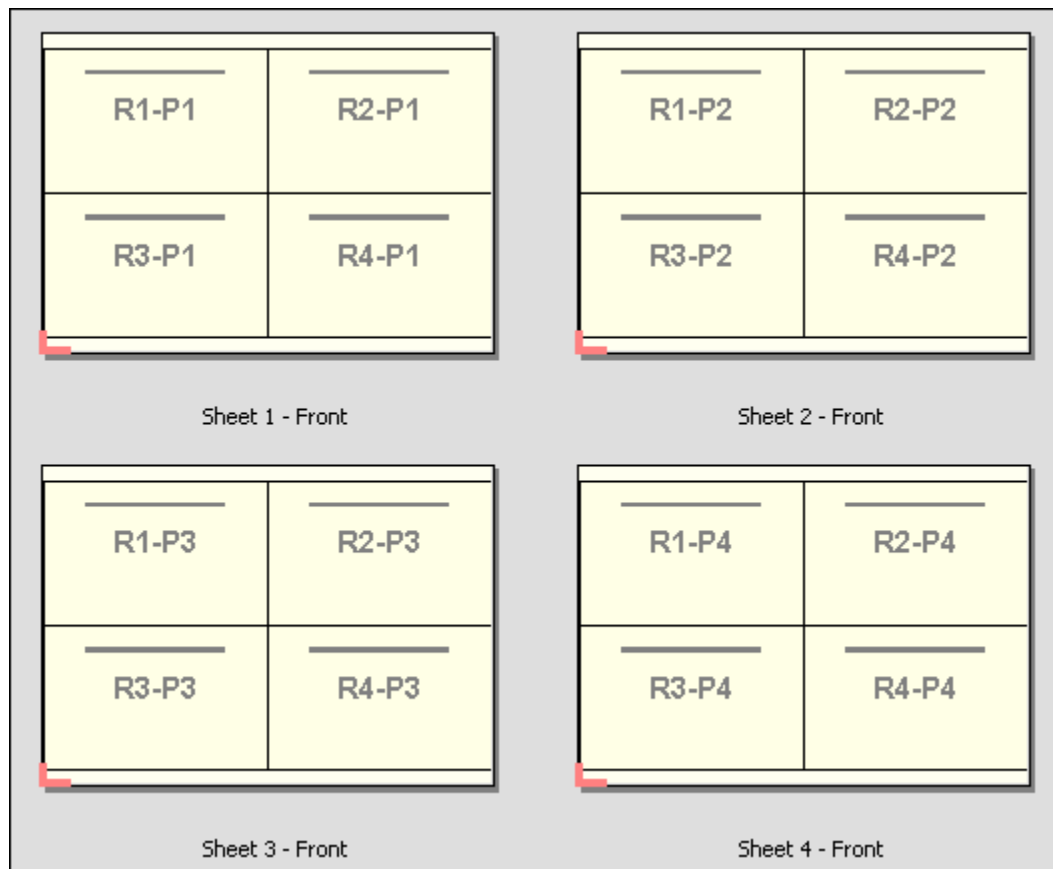 R1-P1 R2-P1
R3-P1 R4-P1
Sheet 1 - Front
R1-P2 R2-P2
R3-P2 R4-P2
Sheet 2 - Front
R1-P3 R2-P3
R3-P3 R4-P3
Sheet 3 - Front
R1-P4 R2-P4
R3-P4 R4-P4
Sheet 4 - Front